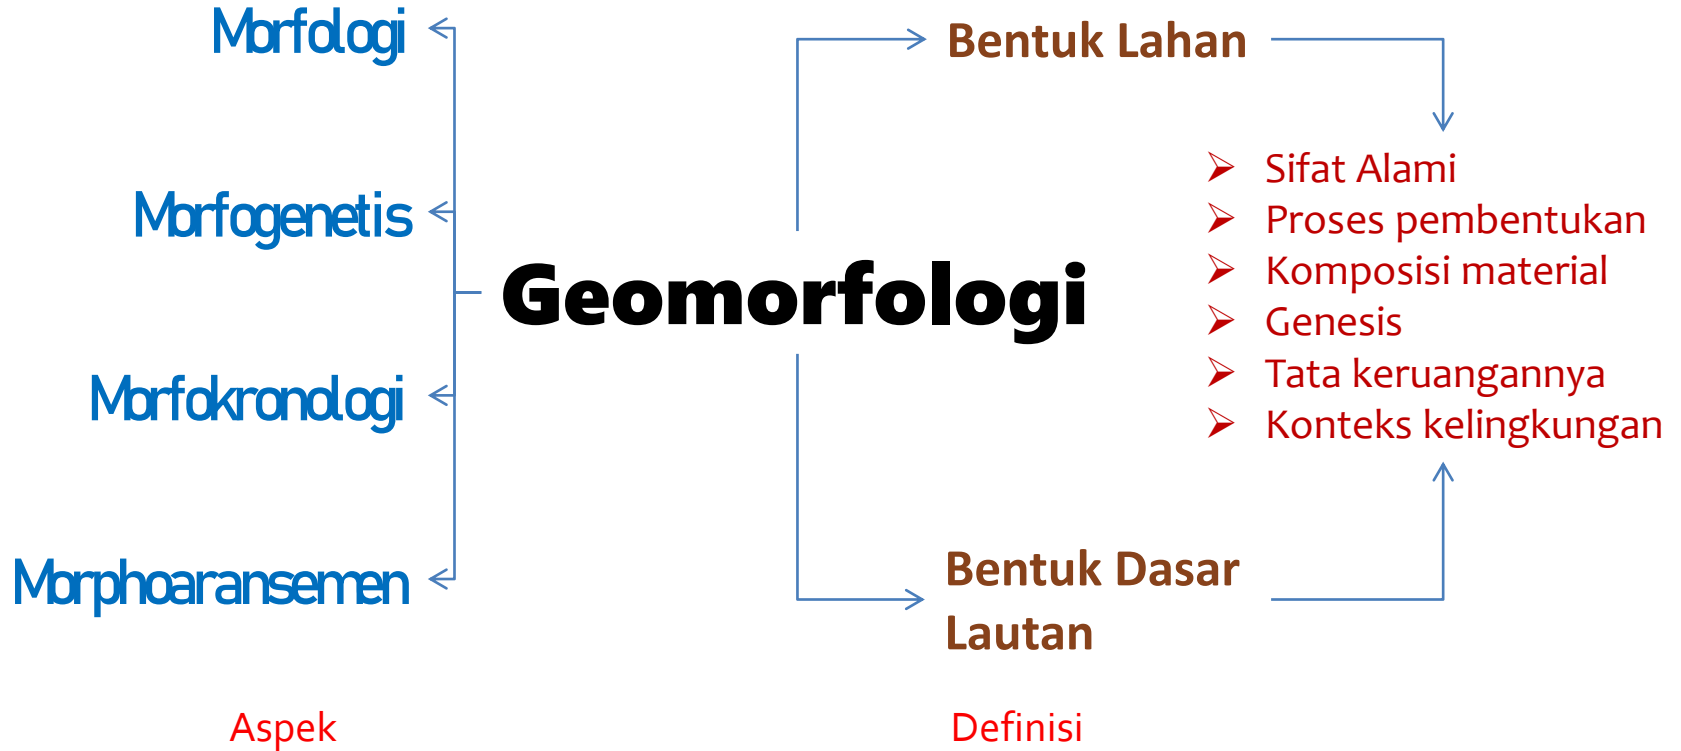 Morfologi
Morfogenetis
Morfokronologi
Morphoaransemen
Aspek
Geomorfologi
Bentuk Lahan
Bentuk Dasar
Lautan
Definisi
Sifat Alami
Proses pembentukan
Komposisi material
Genesis
Tata keruangannya
Konteks kelingkungan